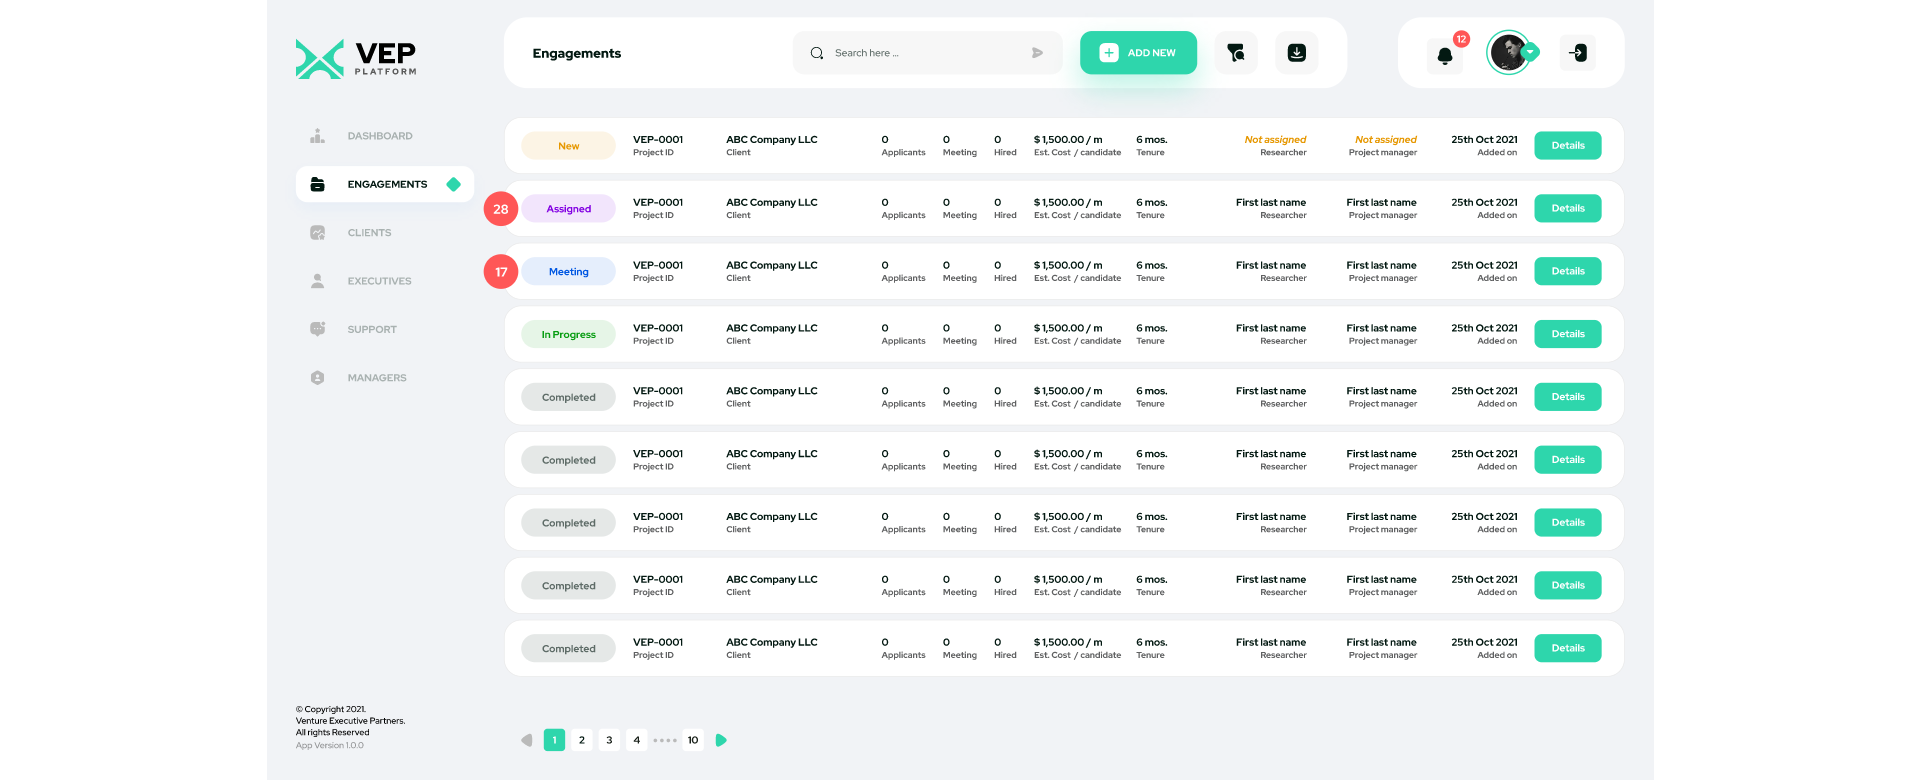 VEP
PLATFORM
Engagements
Search here ...
ADD NEW
12
DASHBOARD
ENGAGEMENTS
CLIENTS
EXECUTIVES
SUPPORT
MANAGERS
New VEP-0001 ABC Company LLC 0 0 0 $ 1,500.00 / m 6 mos. Not assigned Not assigned 25th Oct 2021 Details
Project ID Client Applicants Meeting Hired Est. Cost / candidate Tenure Researcher Project manager Added on
28 Assigned VEP-0001 ABC Company LLC 0 0 0 $ 1,500.00 / m 6 mos. First last name First last name 25th Oct 2021 Details
Project ID Client Applicants Meeting Hired Est. Cost / candidate Tenure Researcher Project manager Added on
17 Meeting VEP-0001 ABC Company LLC 0 0 0 $ 1,500.00 / m 6 mos. First last name First last name 25th Oct 2021 Details
Project ID Client Applicants Meeting Hired Est. Cost / candidate Tenure Researcher Project manager Added on
In Progress VEP-0001 ABC Company LLC 0 0 0 $ 1,500.00 / m 6 mos. First last name First last name 25th Oct 2021 Details
Project ID Client Applicants Meeting Hired Est. Cost / candidate Tenure Researcher Project manager Added on
Completed VEP-0001 ABC Company LLC 0 0 0 $ 1,500.00 / m 6 mos. First last name First last name 25th Oct 2021 Details
Project ID Client Applicants Meeting Hired Est. Cost / candidate Tenure Researcher Project manager Added on
Completed VEP-0001 ABC Company LLC 0 0 0 $ 1,500.00 / m 6 mos. First last name First last name 25th Oct 2021 Details
Project ID Client Applicants Meeting Hired Est. Cost / candidate Tenure Researcher Project manager Added on
Completed VEP-0001 ABC Company LLC 0 0 0 $ 1,500.00 / m 6 mos. First last name First last name 25th Oct 2021 Details
Project ID Client Applicants Meeting Hired Est. Cost / candidate Tenure Researcher Project manager Added on
Completed VEP-0001 ABC Company LLC 0 0 0 $ 1,500.00 / m 6 mos. First last name First last name 25th Oct 2021 Details
Project ID Client Applicants Meeting Hired Est. Cost / candidate Tenure Researcher Project manager Added on
Completed VEP-0001 ABC Company LLC 0 0 0 $ 1,500.00 / m 6 mos. First last name First last name 25th Oct 2021 Details
Project ID Client Applicants Meeting Hired Est. Cost / candidate Tenure Researcher Project manager Added on
© Copyright 2021.
Venture Executive Partners.
All rights Reserved
App Version 1.0.0
1 2 3 4 10